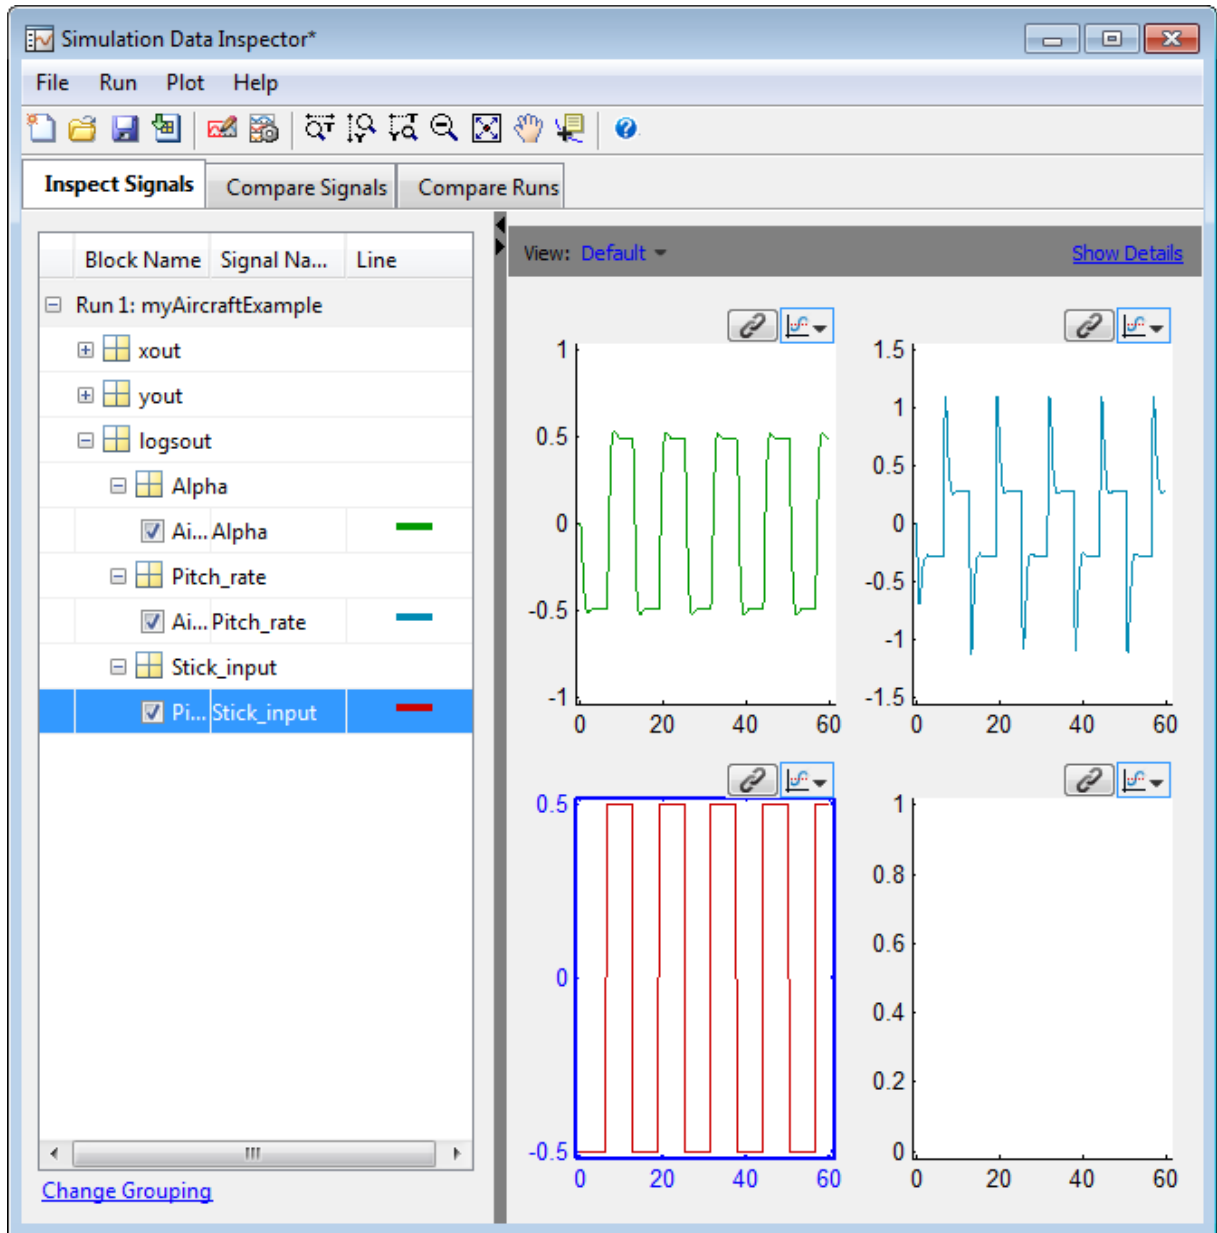 Simulation Data Inspector*
File Run Plot Help
Inspect Signals Compare Signals Compare Runs
Block Name Signal Na... Line
View: Default Show Details
Run 1: myAircraftExample
xout
yout
logsout
Alpha
Ai... Alpha
Pitch_rate
Ai... Pitch_rate
Stick_input
Pi... Stick_input
Change Grouping
1
0.5
0
-0.5
-1
0 20 40 60
1.5
1
0.5
0
-0.5
-1
-1.5
0 20 40 60
0.5
0
-0.5
0 20 40 60
1
0.8
0.6
0.4
0.2
0
0 20 40 60